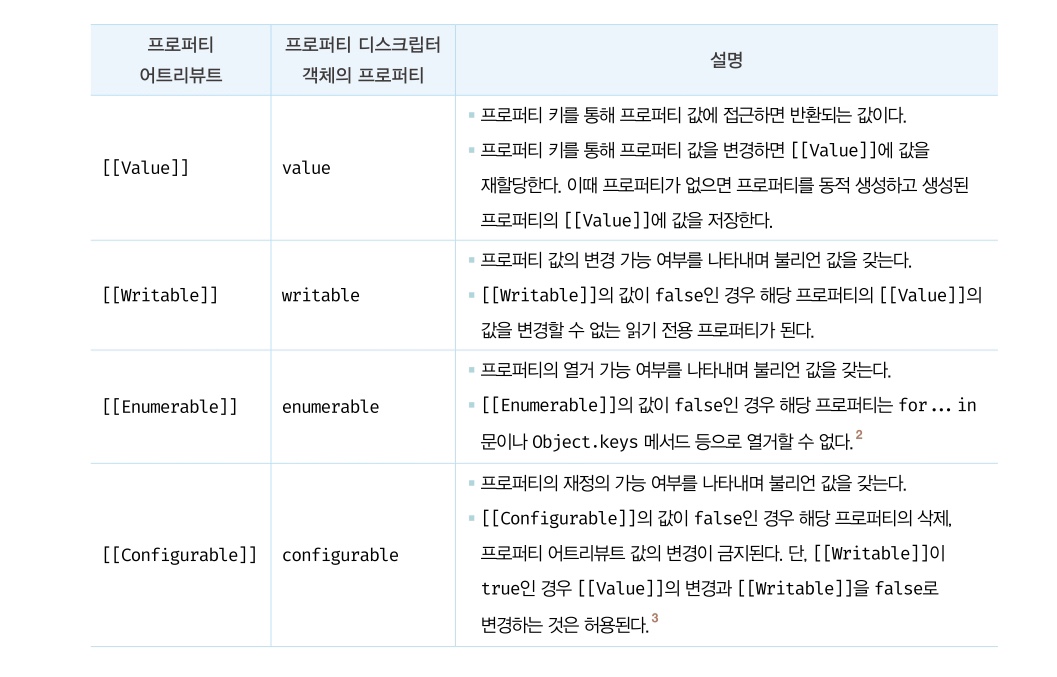 프로퍼티
어트리뷰트
프로퍼티 디스크립터
객체의 프로퍼티
설명
[[Value]]
value
▪ 프로퍼티 키를 통해 프로퍼티 값에 접근하면 반환되는 값이다.
▪ 프로퍼티 키를 통해 프로퍼티 값을 변경하면 [[Value]]에 값을
재할당한다. 이때 프로퍼티가 없으면 프로퍼티를 동적 생성하고 생성된
프로퍼티의 [[Value]]에 값을 저장한다.
[[Writable]]
writable
▪ 프로퍼티 값의 변경 가능 여부를 나타내며 불리언 값을 갖는다.
▪ [[Writable]]의 값이 false인 경우 해당 프로퍼티의 [[Value]]의
값을 변경할 수 없는 읽기 전용 프로퍼티가 된다.
[[Enumerable]]
enumerable
▪ 프로퍼티의 열거 가능 여부를 나타내며 불리언 값을 갖는다.
▪ [[Enumerable]]의 값이 false인 경우 해당 프로퍼티는 for...in
문이나 Object.keys 메서드 등으로 열거할 수 없다.2
[[Configurable]]
configurable
▪ 프로퍼티의 재정의 가능 여부를 나타내며 불리언 값을 갖는다.
▪ [[Configurable]]의 값이 false인 경우 해당 프로퍼티의 삭제,
프로퍼티 어트리뷰트 값의 변경이 금지된다. 단, [[Writable]]이
true인 경우 [[Value]]의 변경과 [[Writable]]을 false로
변경하는 것은 허용된다.3